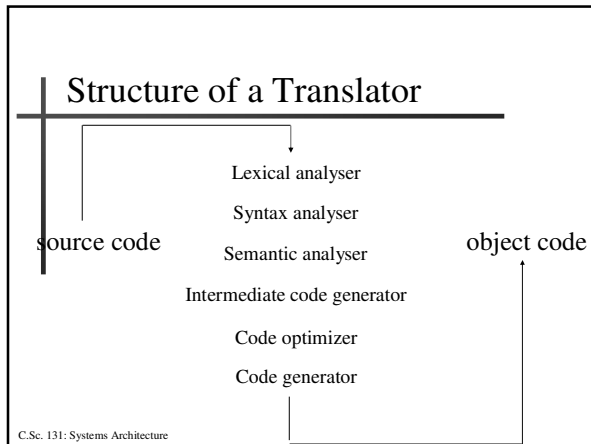 Structure of a Translator
Lexical analyser
Syntax analyser
source code
Semantic analyser
object code
Intermediate code generator
Code optimizer
Code generator
C.Sc. 131: Systems Architecture